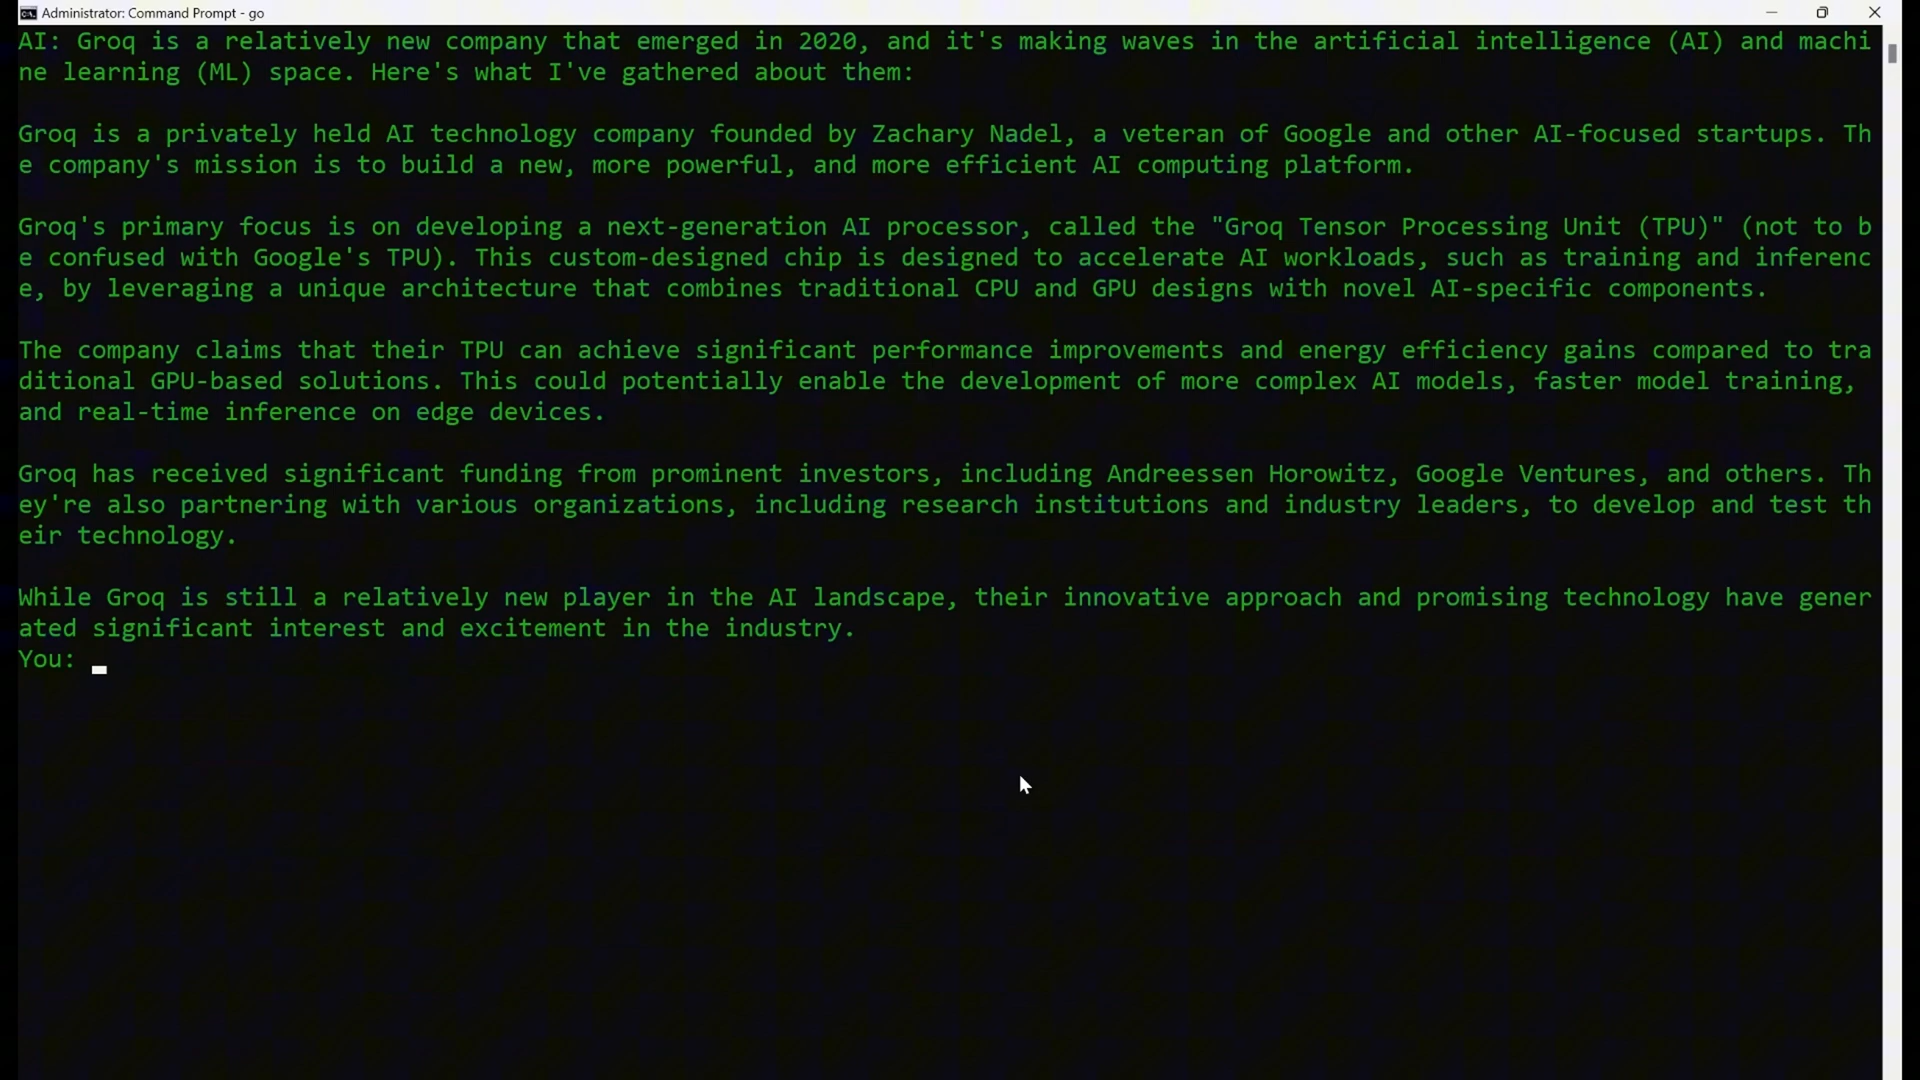 Administrator: Command Prompt - go
AI: Groq is a relatively new company that emerged in 2020, and it's making waves in the artificial intelligence (AI) and machi
ne learning (ML) space. Here's what I've gathered about them:
Groq is a privately held AI technology company founded by Zachary Nadel, a veteran of Google and other AI-focused startups. Th
e company's mission is to build a new, more powerful, and more efficient AI computing platform.
Groq's primary focus is on developing a next-generation AI processor, called the "Groq Tensor Processing Unit (TPU)" (not to b
e confused with Google's TPU). This custom-designed chip is designed to accelerate AI workloads, such as training and inferenc
e, by leveraging a unique architecture that combines traditional CPU and GPU designs with novel AI-specific components.
The company claims that their TPU can achieve significant performance improvements and energy efficiency gains compared to tra
ditional GPU-based solutions. This could potentially enable the development of more complex AI models, faster model training,
and real-time inference on edge devices.
Groq has received significant funding from prominent investors, including Andreessen Horowitz, Google Ventures, and others. Th
ey're also partnering with various organizations, including research institutions and industry leaders, to develop and test th
eir technology.
While Groq is still a relatively new player in the AI landscape, their innovative approach and promising technology have gener
ated significant interest and excitement in the industry.
You: